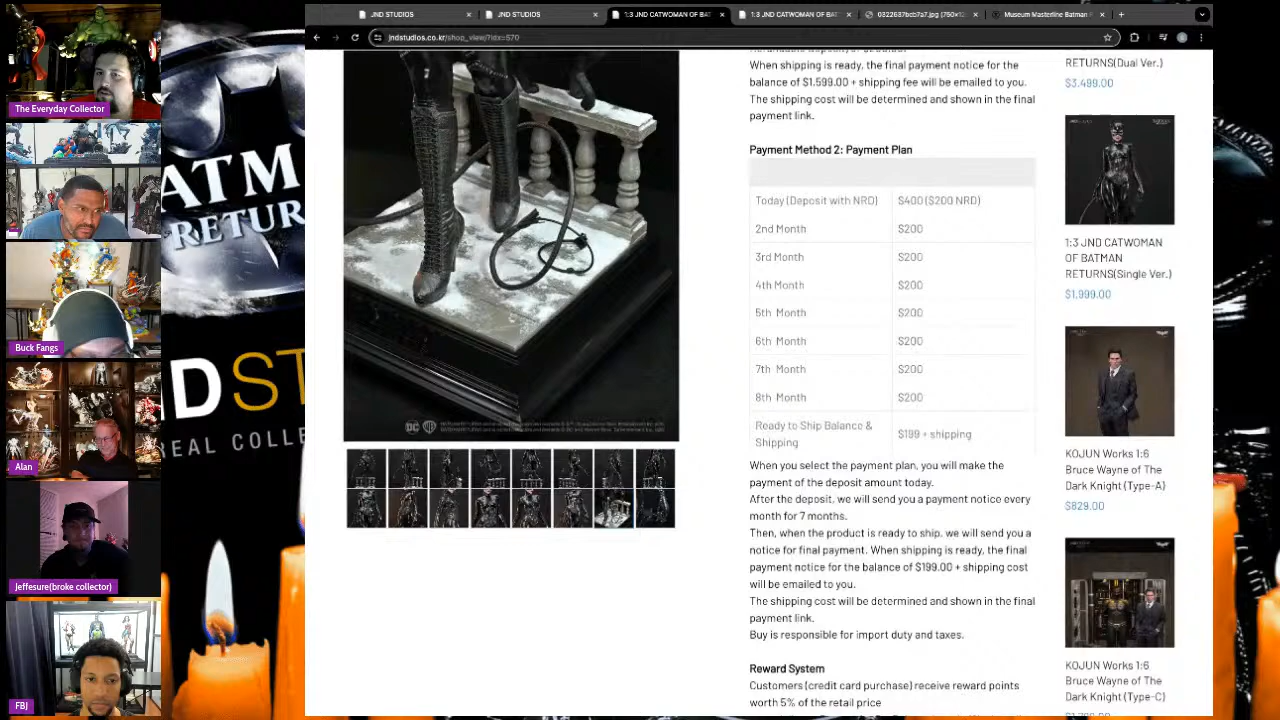 JND STUDIOS
JND STUDIOS
1:3 JND CATWOMAN OF BAT
1:3 JND CATWOMAN OF BA
0322637bcb7a7.jpg (750×12
Museum Masterline Batman
jndstudios.co.kr/shop_view/?idx=570
The Everyday Collector
Buck Fangs
Alan
jeffesure(broke collector)
FBJ
ATM
RETUR
ND ST
REAL COLLE
When shipping is ready, the final payment notice for the
balance of $1,599.00 + shipping fee will be emailed to you.
The shipping cost will be determined and shown in the final
payment link.
Payment Method 2: Payment Plan
Today (Deposit with NRD) $400 ($200 NRD)
2nd Month $200
3rd Month $200
4th Month $200
5th Month $200
6th Month $200
7th Month $200
8th Month $200
Ready to Ship Balance &
Shipping
$199 + shipping
When you select the payment plan, you will make the
payment of the deposit amount today.
After the deposit, we will send you a payment notice every
month for 7 months.
Then, when the product is ready to ship, we will send you a
notice for final payment. When shipping is ready, the final
payment notice for the balance of $199.00 + shipping cost
will be emailed to you.
The shipping cost will be determined and shown in the final
payment link.
Buy is responsible for import duty and taxes.
Reward System
Customers (credit card purchase) receive reward points
worth 5% of the retail price
RETURNS(Dual Ver.)
$3,499.00
1:3 JND CATWOMAN
OF BATMAN
RETURNS(Single Ver.)
$1,999.00
KOJUN Works 1:6
Bruce Wayne of The
Dark Knight (Type-A)
$829.00
KOJUN Works 1:6
Bruce Wayne of The
Dark Knight (Type-C)